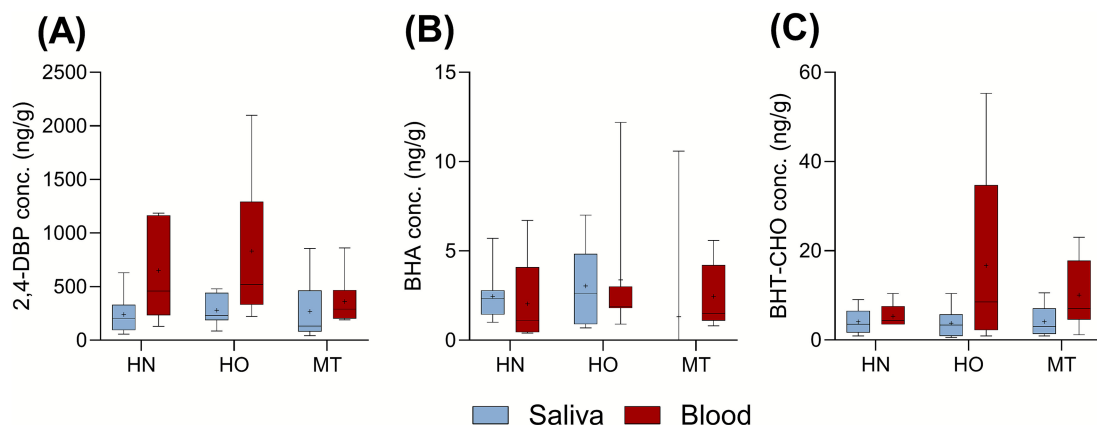 (A)
2,4-DBP conc. (ng/g)
2500
2000
1500
1000
500
0
HN HO MT
(B)
BHA conc. (ng/g)
15
10
5
0
HN HO MT
(C)
BHT-CHO conc. (ng/g)
60
40
20
0
HN HO MT
Saliva Blood